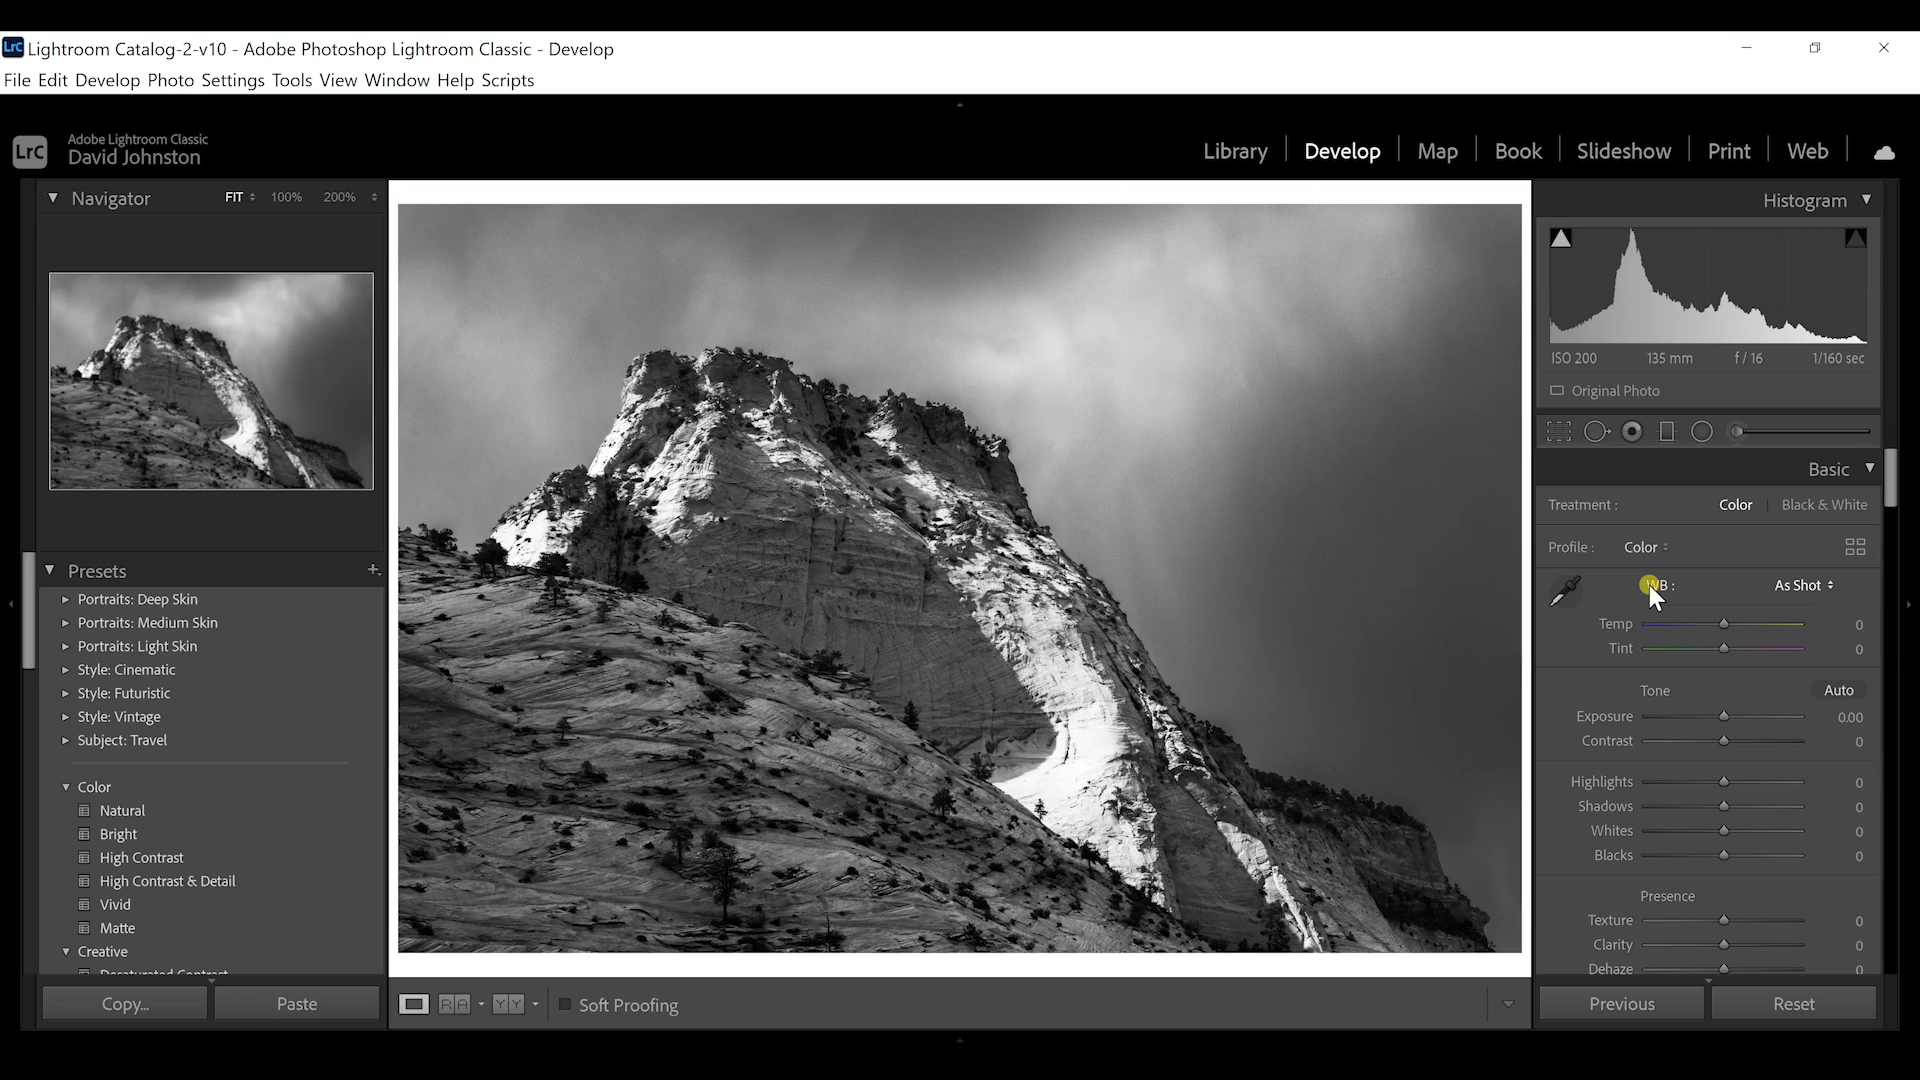 LrC Lightroom Catalog-2-v10 - Adobe Photoshop Lightroom Classic - Develop
File Edit Develop Photo Settings Tools View Window Help Scripts
LrC
Adobe Lightroom Classic
David Johnston
Library
Develop
Map
Book
Slideshow
Print
Web
Navigator
FIT
100%
200%
Presets
Portraits: Deep Skin
Portraits: Medium Skin
Portraits: Light Skin
Style: Cinematic
Style: Futuristic
Style: Vintage
Subject: Travel
Color
Natural
Bright
High Contrast
High Contrast & Detail
Vivid
Matte
Creative
Desaturated Contrast
Copy...
Paste
RA
YY
Soft Proofing
Histogram
ISO 200
135 mm
f / 16
1/160 sec
Original Photo
Basic
Treatment :
Color
Black & White
Profile :
Color
WB :
As Shot
Temp
0
Tint
0
Tone
Auto
Exposure
0.00
Contrast
0
Highlights
0
Shadows
0
Whites
0
Blacks
0
Presence
Texture
0
Clarity
0
Dehaze
0
Previous
Reset